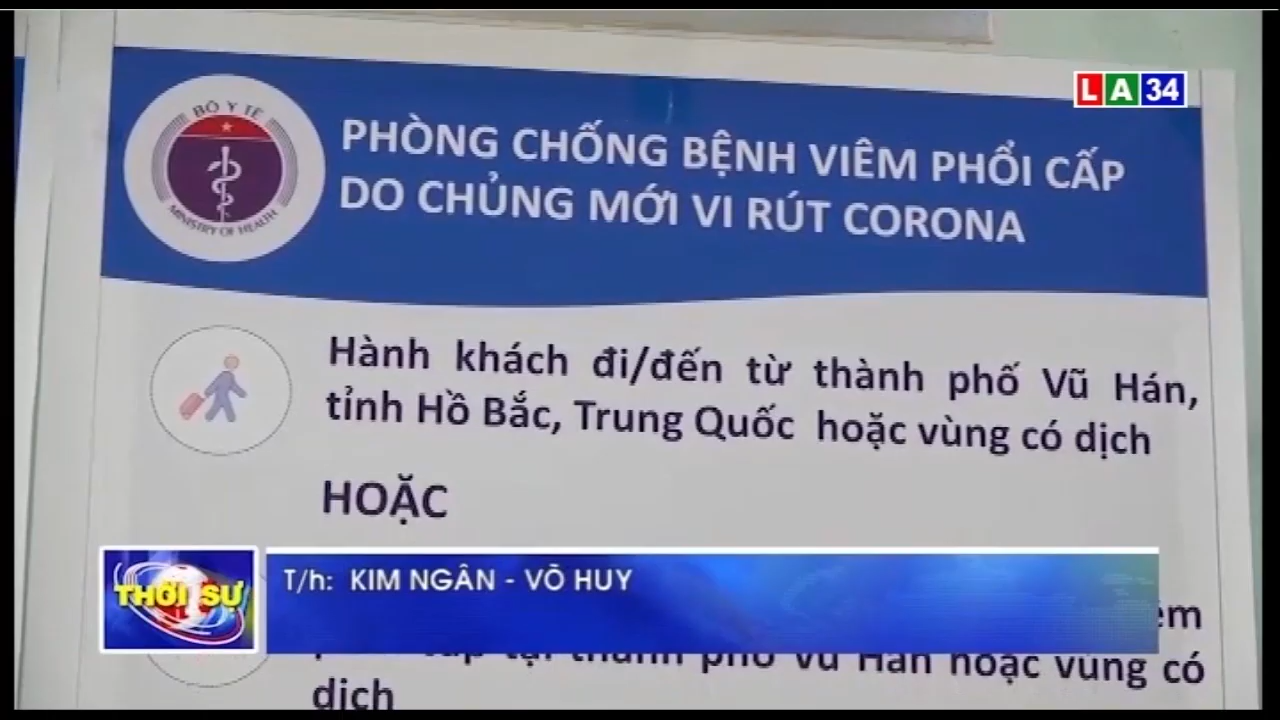 LA34
BỘ Y TẾ
MINISTRY OF HEALTH
PHÒNG CHỐNG BỆNH VIÊM PHỔI CẤP
DO CHỦNG MỚI VI RÚT CORONA
Hành khách đi/đến từ thành phố Vũ Hán,
tỉnh Hồ Bắc, Trung Quốc hoặc vùng có dịch
HOẶC
THỜI SỰ
T/h: KIM NGÂN - VÕ HUY
cấp tại thành phố Vũ Hán hoặc vùng có
dịch